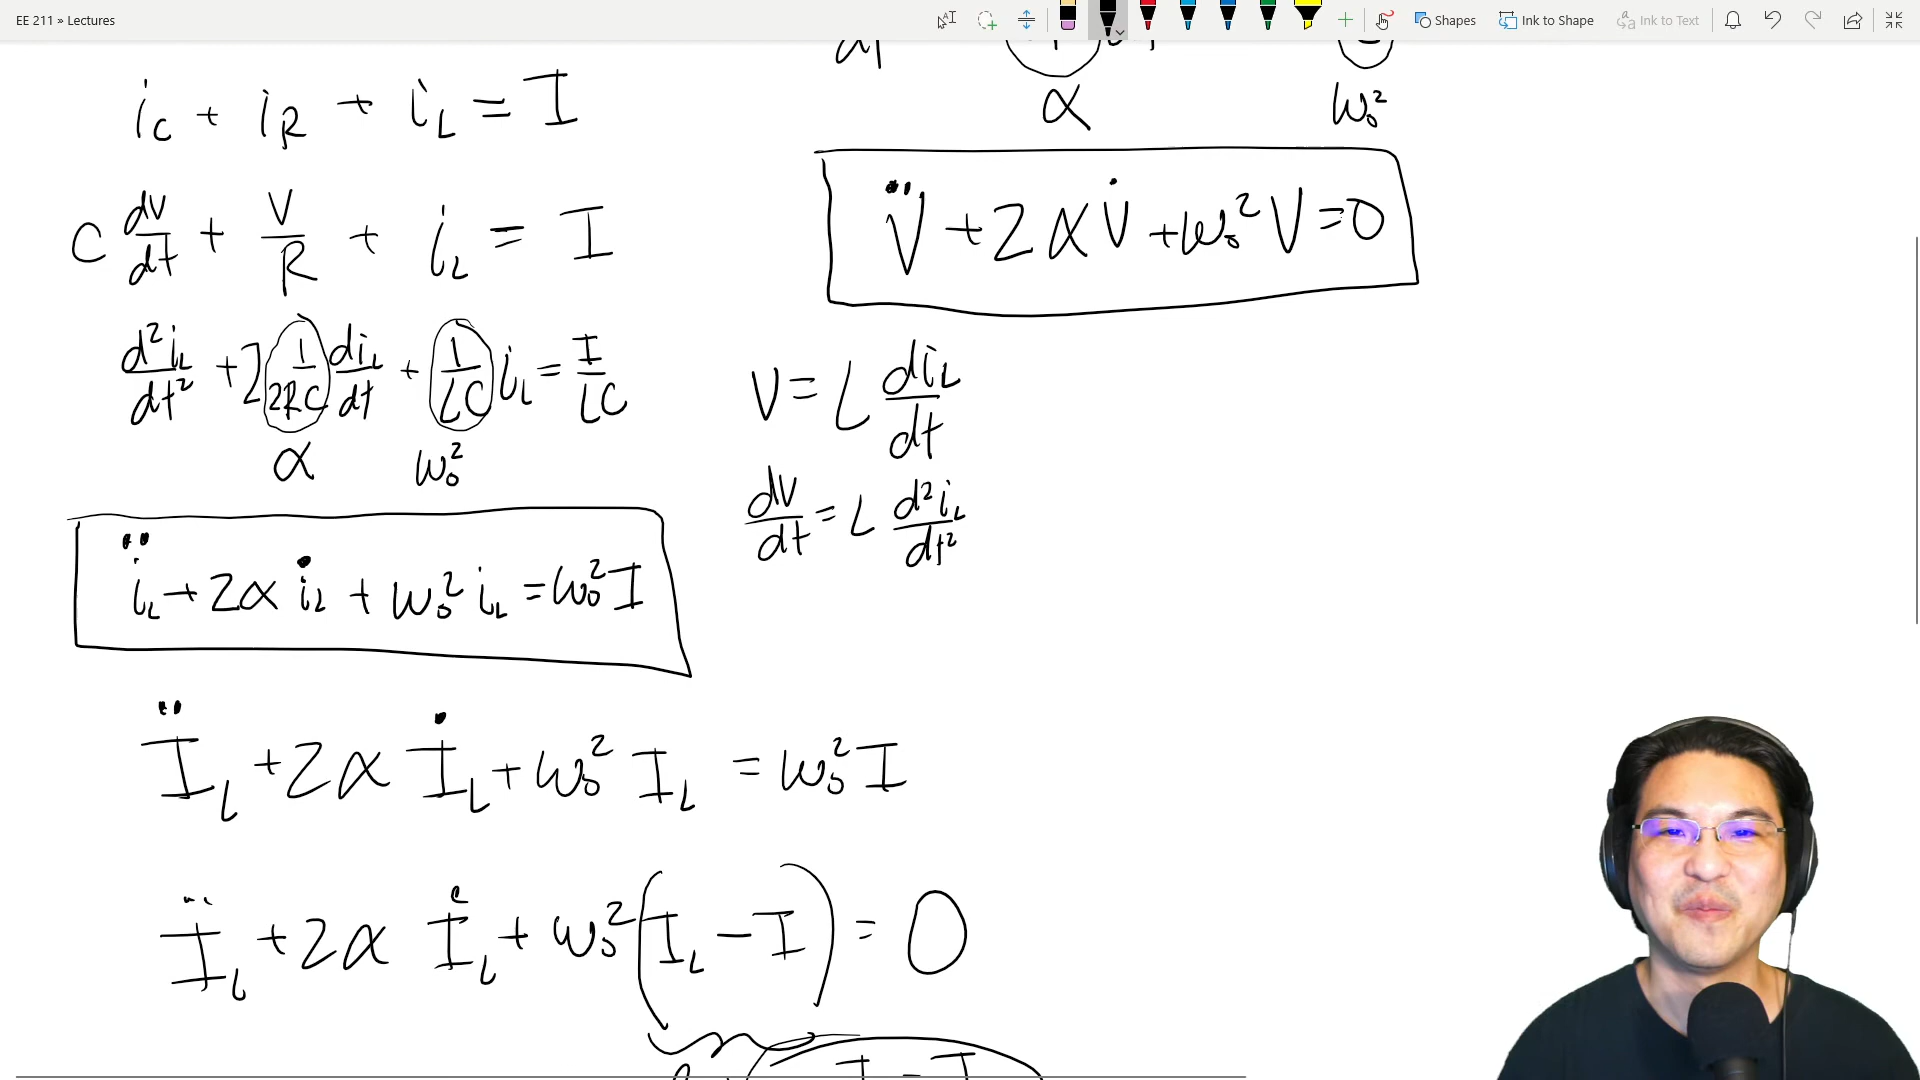 EE 211 » Lectures
Shapes
Ink to Shape
Ink to Text
i_C + i_R + i_L = I
C dv/dt + V/R + i_L = I
d²i_L/dt² + 2 1/2RC di_L/dt + 1/LC i_L = I/LC
α ω₀²
ï_L + 2α i̇_L + ω₀² i_L = ω₀² I
Ï_L + 2α İ_L + ω₀² I_L = ω₀² I
Ï_L + 2α İ_L + ω₀² (I_L − I) = 0
α ω₀²
V̈ + 2α V̇ + ω₀² V = 0
V = L di_L/dt
dV/dt = L d²i_L/dt²